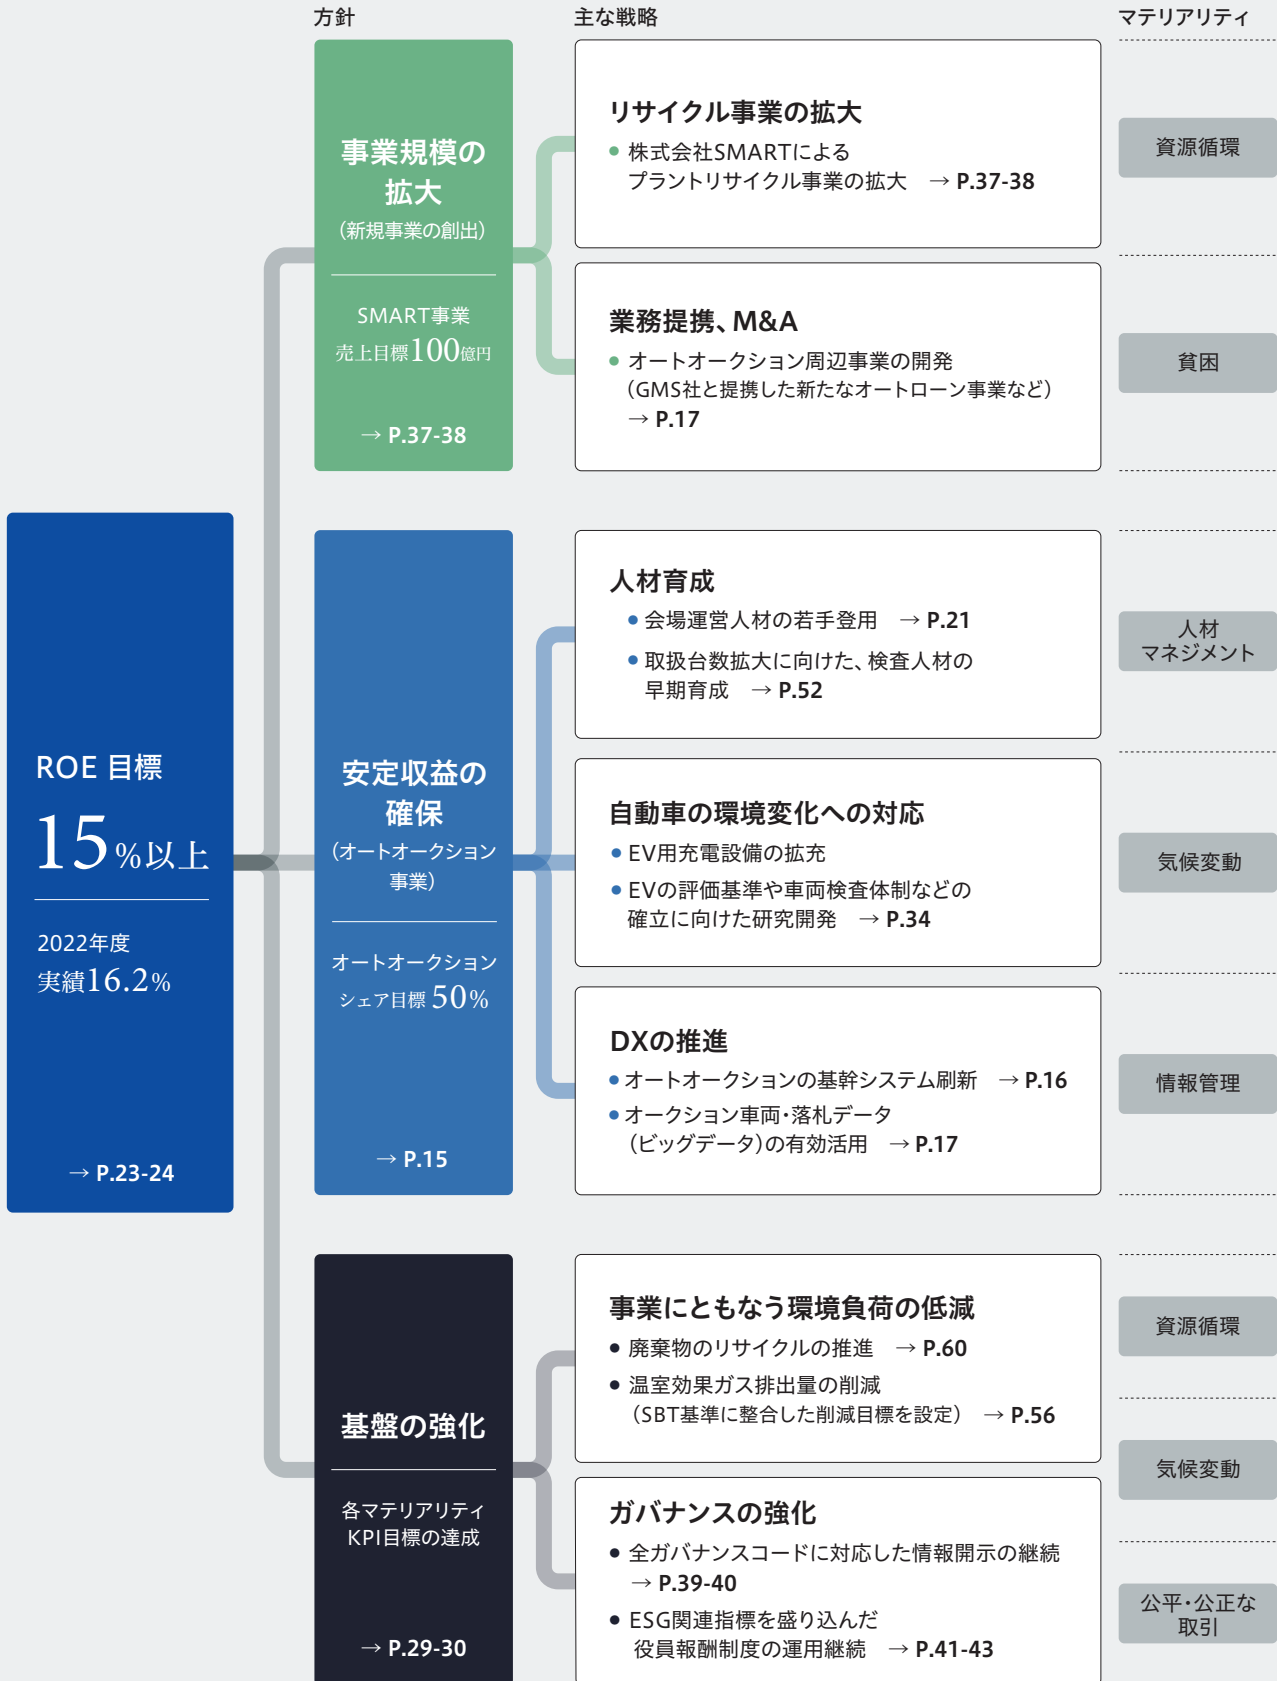 方針
主な戦略
マテリアリティ
ROE 目標
15%以上
2022年度
実績16.2%
→ P.23-24
事業規模の
拡大
(新規事業の創出)
SMART事業
売上目標100億円
→ P.37-38
リサイクル事業の拡大
● 株式会社SMARTによる
プラントリサイクル事業の拡大 → P.37-38
資源循環
業務提携、M&A
● オートオークション周辺事業の開発
(GMS社と提携した新たなオートローン事業など)
→ P.17
貧困
安定収益の
確保
(オートオークション
事業)
オートオークション
シェア目標 50%
→ P.15
人材育成
● 会場運営人材の若手登用 → P.21
● 取扱台数拡大に向けた、検査人材の
早期育成 → P.52
人材
マネジメント
自動車の環境変化への対応
● EV用充電設備の拡充
● EVの評価基準や車両検査体制などの
確立に向けた研究開発 → P.34
気候変動
DXの推進
● オートオークションの基幹システム刷新 → P.16
● オークション車両・落札データ
(ビッグデータ)の有効活用 → P.17
情報管理
基盤の強化
各マテリアリティ
KPI目標の達成
→ P.29-30
事業にともなう環境負荷の低減
● 廃棄物のリサイクルの推進 → P.60
● 温室効果ガス排出量の削減
(SBT基準に整合した削減目標を設定) → P.56
資源循環
気候変動
ガバナンスの強化
● 全ガバナンスコードに対応した情報開示の継続
→ P.39-40
● ESG関連指標を盛り込んだ
役員報酬制度の運用継続 → P.41-43
公平・公正な
取引